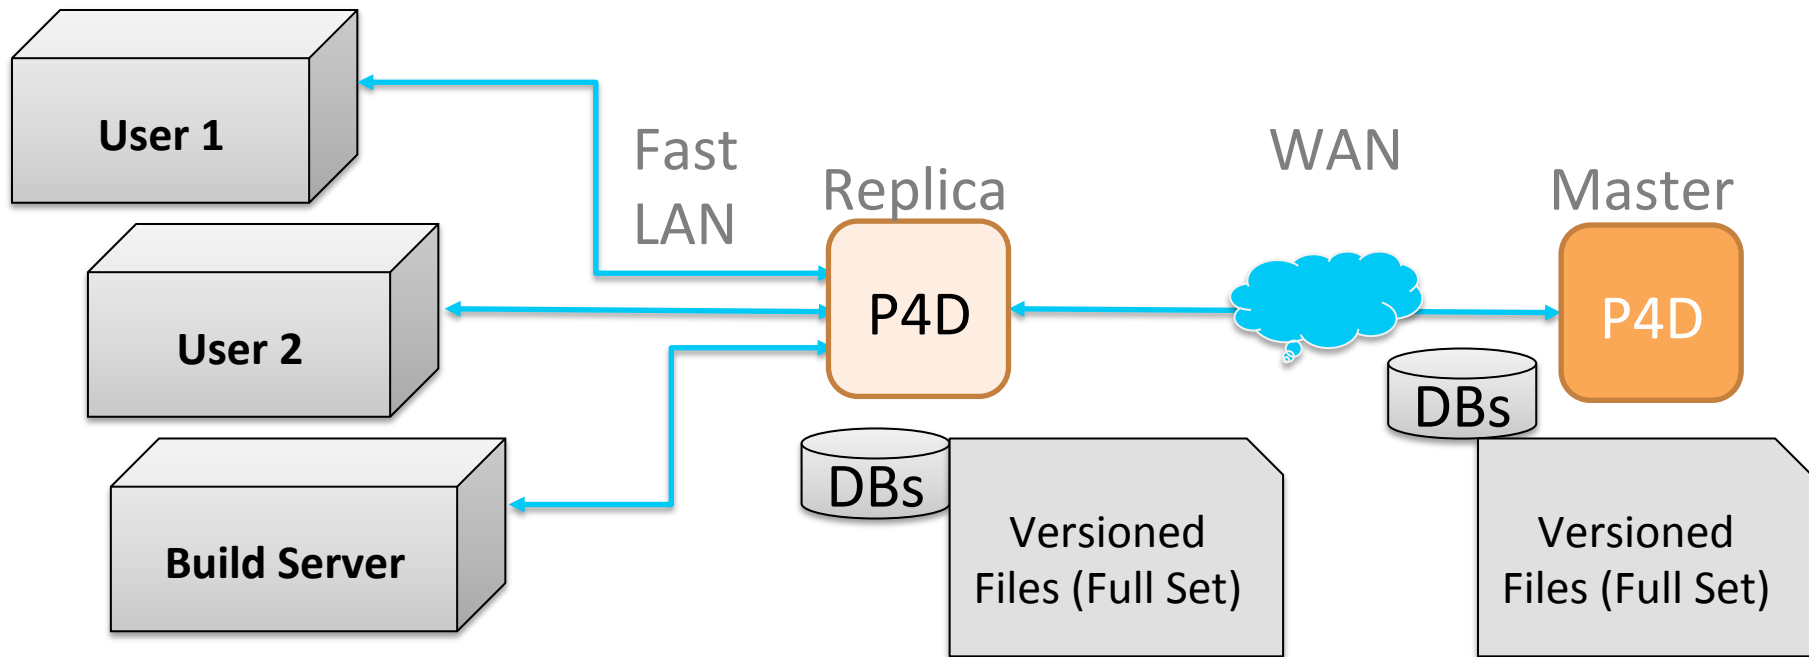 User 1
Fast
LAN
WAN
Replica
Master
User 2
P4D
P4D
DBs
DBs
Build Server
Versioned
Files (Full Set)
Versioned
Files (Full Set)